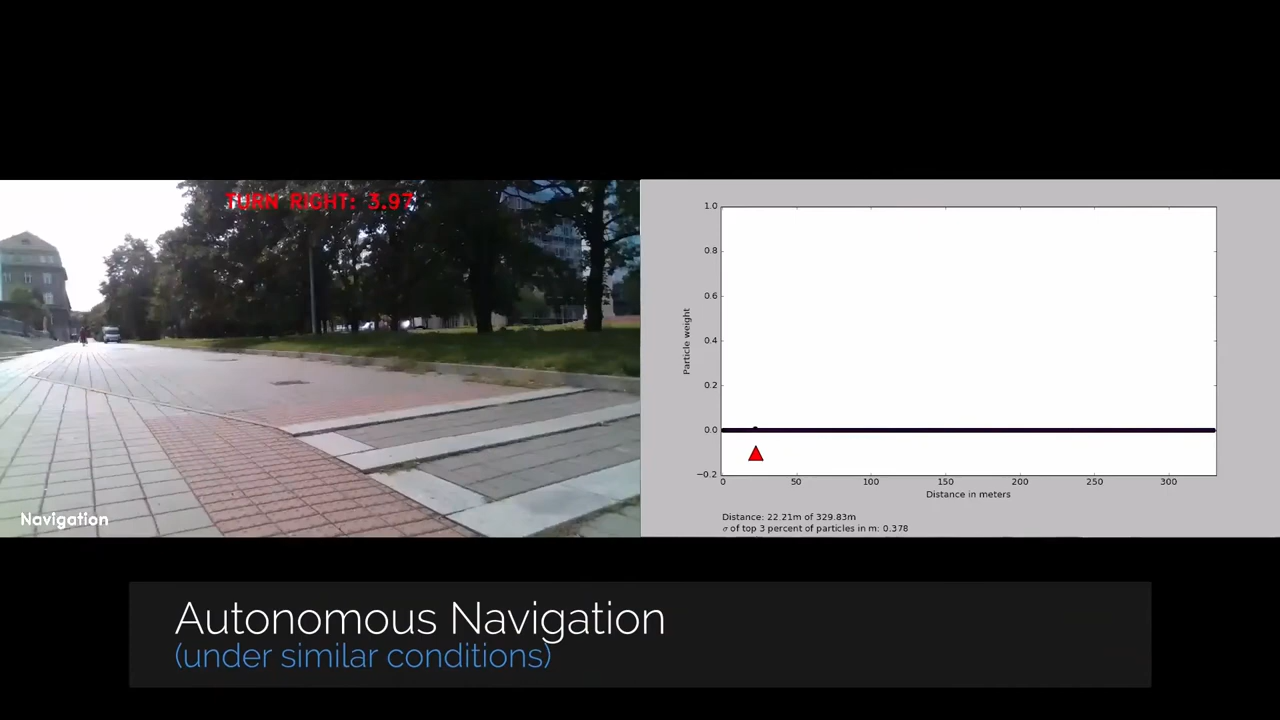 TURN RIGHT: 3.97
Navigation
1.0
0.8
0.6
0.4
0.2
0.0
−0.2
Particle weight
0 50 100 150 200 250 300
Distance in meters
Distance: 22.21m of 329.83m
σ of top 3 percent of particles in m: 0.378
Autonomous Navigation
(under similar conditions)